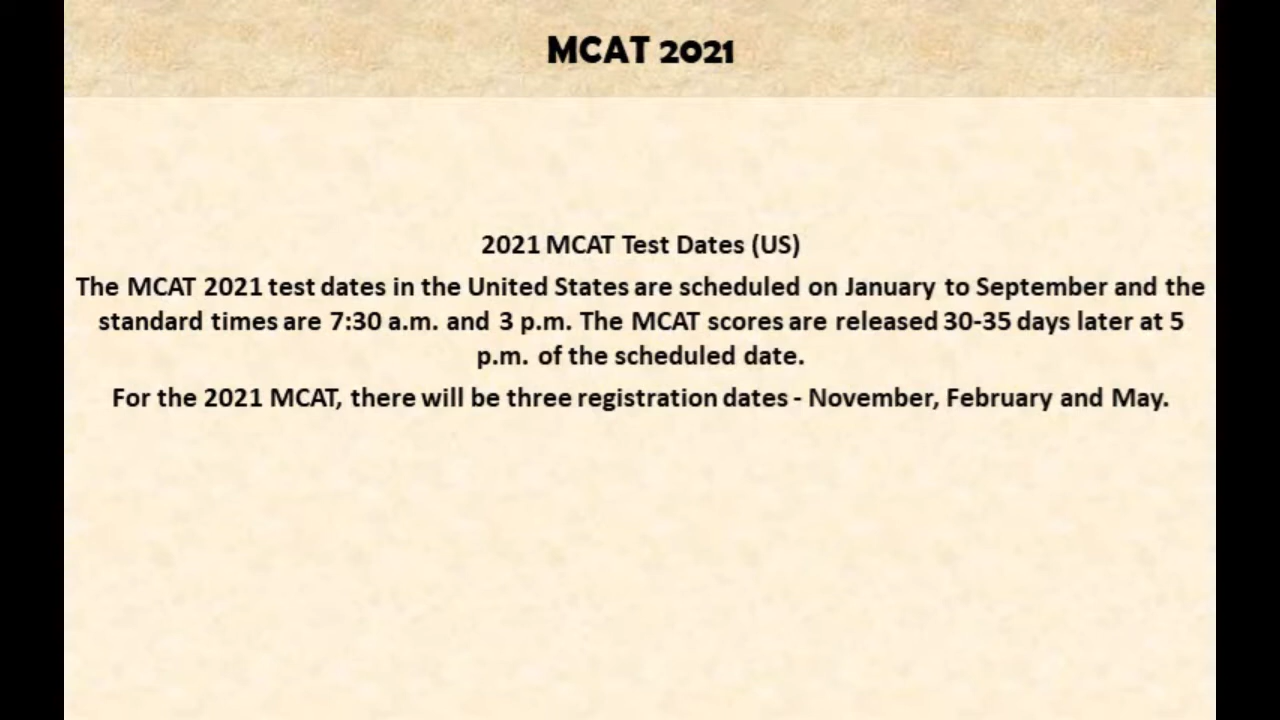 MCAT 2021
2021 MCAT Test Dates (US)
The MCAT 2021 test dates in the United States are scheduled on January to September and the
standard times are 7:30 a.m. and 3 p.m. The MCAT scores are released 30-35 days later at 5
p.m. of the scheduled date.
For the 2021 MCAT, there will be three registration dates - November, February and May.